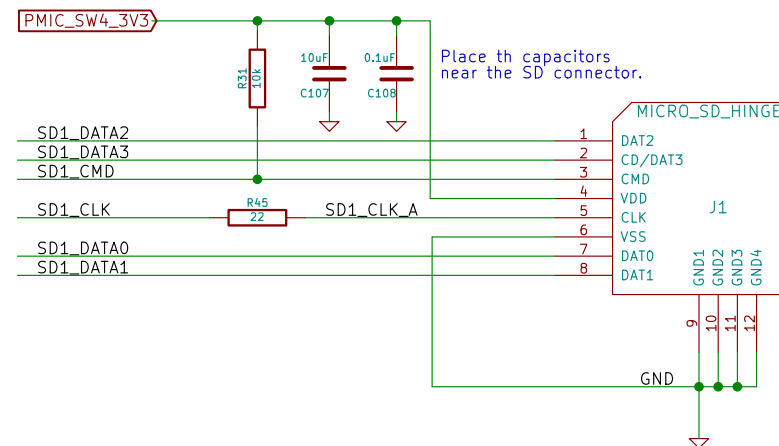 PMIC_SW4_3V3
R31
10k
10uF
C107
0.1uF
C108
Place th capacitors
near the SD connector.
MICRO_SD_HINGE
SD1_DATA2
1
DAT2
SD1_DATA3
2
CD/DAT3
SD1_CMD
3
CMD
4
VDD
SD1_CLK
R45
22
SD1_CLK_A
5
CLK
J1
6
VSS
SD1_DATA0
7
DAT0
SD1_DATA1
8
DAT1
GND1
GND2
GND3
GND4
9
10
11
12
GND